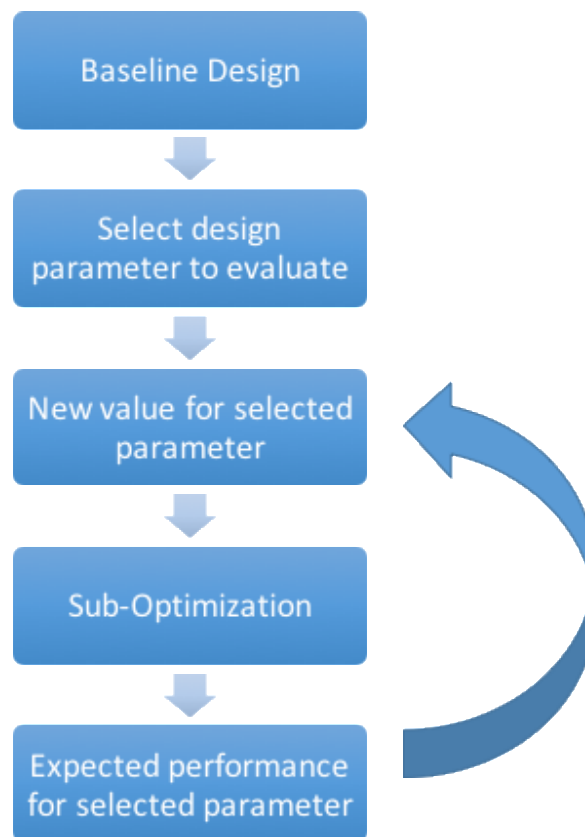 Baseline Design
Select design
parameter to evaluate
New value for selected
parameter
Sub-Optimization
Expected performance
for selected parameter